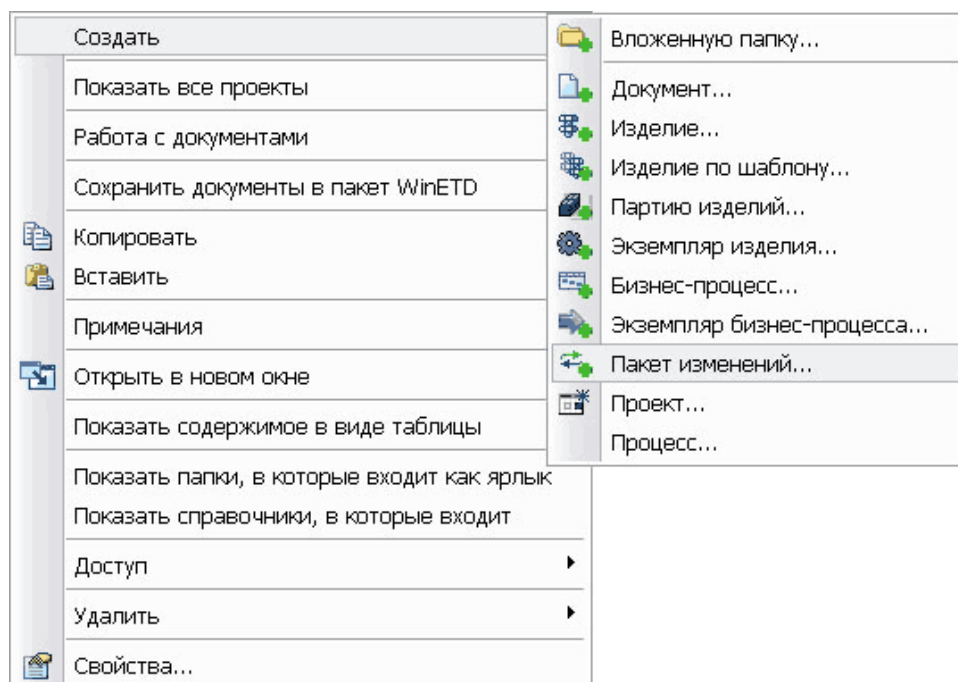 Создать
Показать все проекты
Работа с документами
Сохранить документы в пакет WinETD
Копировать
Вставить
Примечания
Открыть в новом окне
Показать содержимое в виде таблицы
Показать папки, в которые входит как ярлык
Показать справочники, в которые входит
Доступ
Удалить
Свойства...
Вложенную папку...
Документ...
Изделие...
Изделие по шаблону...
Партию изделий...
Экземпляр изделия...
Бизнес-процесс...
Экземпляр бизнес-процесса...
Пакет изменений...
Проект...
Процесс...